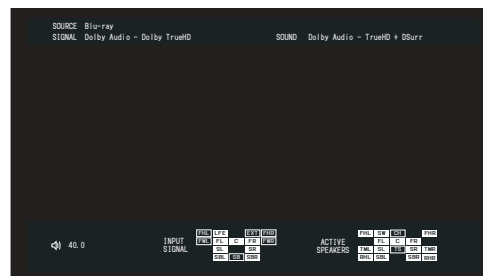 SOURCE Blu-ray
SIGNAL Dolby Audio - Dolby TrueHD SOUND Dolby Audio - TrueHD + DSurr
40.0
INPUT SIGNAL
FHL LFE EXT FHR
FWL FL C FR FWR
SL SR
SBL SB SBR
ACTIVE SPEAKERS
FHL SW CH FHR
FL C FR
TML SL TS SR TMR
RHL SBL SBR RHR